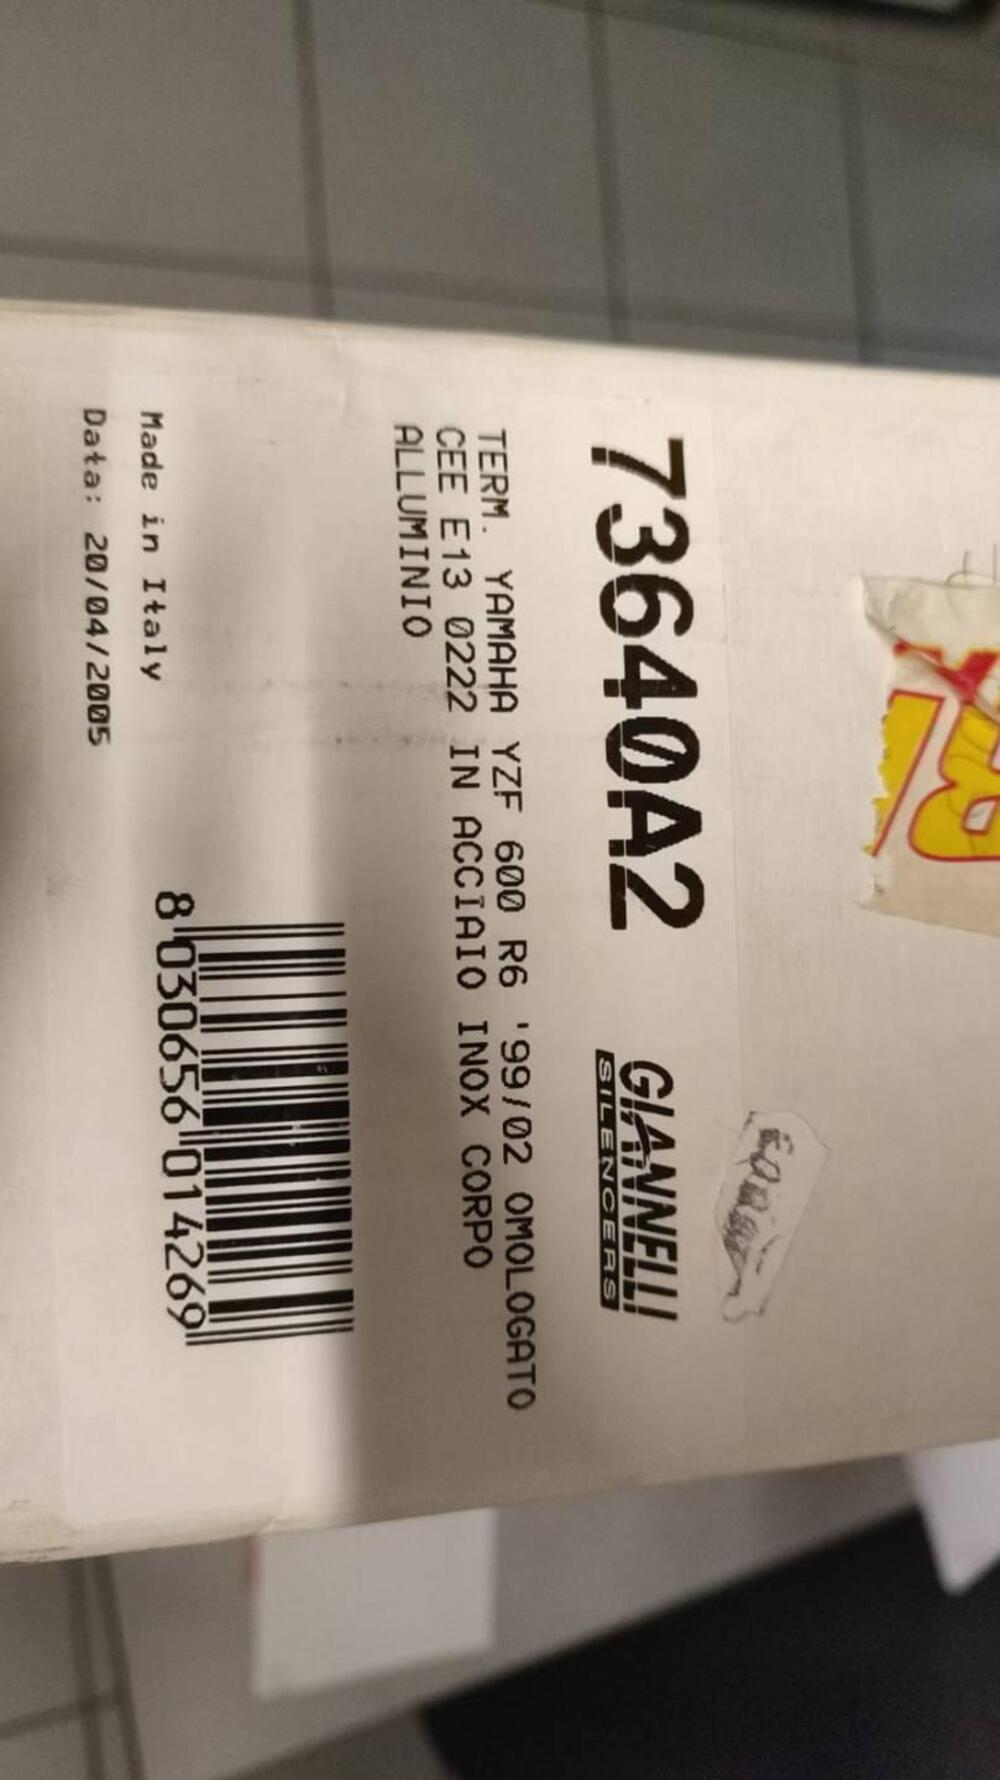 73640A2
GIANNELLI
SILENCERS
TERM. YAMAHA YZF 600 R6 '99/02 OMOLOGATO
CEE E13 0222 IN ACCIAIO INOX CORPO
ALLUMINIO
Made in Italy
Data: 20/04/2005
8 030656 014269